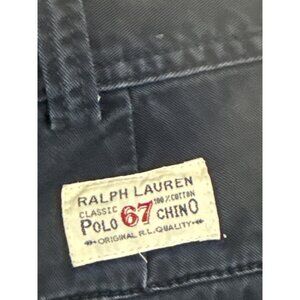 RALPH LAUREN
CLASSIC 67 100% COTTON
POLO CHINO
ORIGINAL R.L. QUALITY